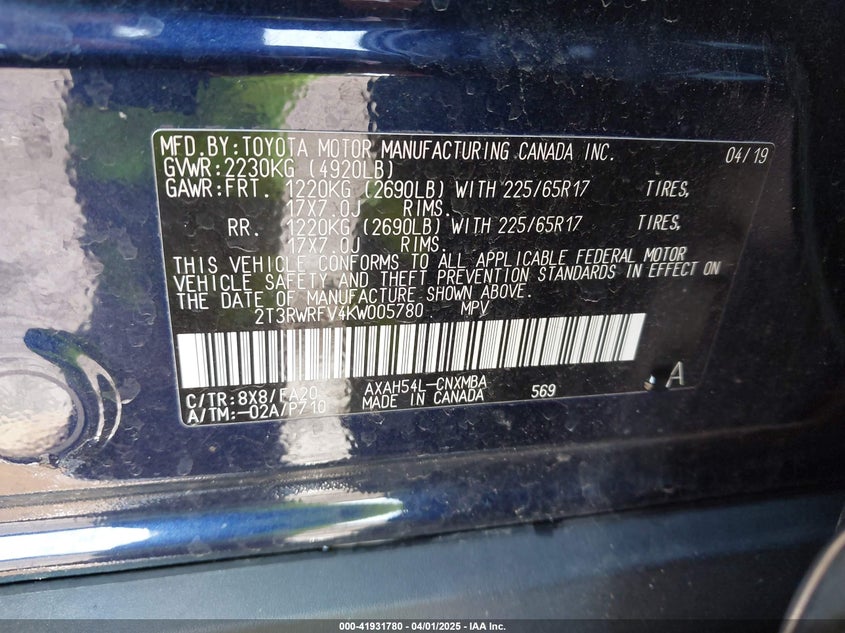 MFD.BY:TOYOTA MOTOR MANUFACTURING CANADA INC. 04/19
GVWR:2230KG (4920LB)
GAWR:FRT. 1220KG (2690LB) WITH 225/65R17 TIRES,
17X7.0J RIMS.
RR. 1220KG (2690LB) WITH 225/65R17 TIRES,
17X7.0J RIMS.
THIS VEHICLE CONFORMS TO ALL APPLICABLE FEDERAL MOTOR
VEHICLE SAFETY AND THEFT PREVENTION STANDARDS IN EFFECT ON
THE DATE OF MANUFACTURE SHOWN ABOVE.
2T3RWRFV4KW005780 MPV
C/TR:8X8/FA20 AXAH54L-CNXMBA 569 A
A/TM:-02A/P710 MADE IN CANADA
000-41931780 - 04/01/2025 - IAA Inc.